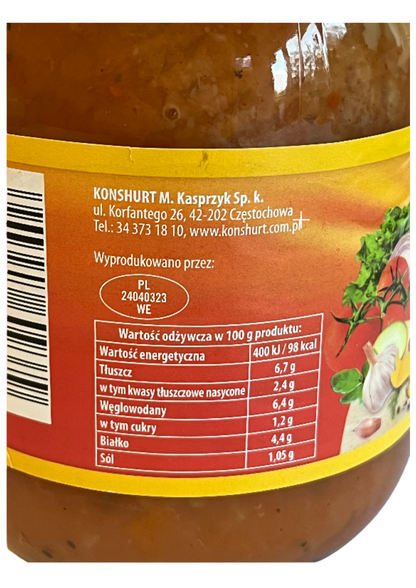 KONSHURT M. Kasprzyk Sp. k.
ul. Korfantego 26, 42-202 Częstochowa
Tel.: 34 373 18 10, www.konshurt.com.pl
Wyprodukowano przez:
PL
24040323
WE
Wartość odżywcza w 100 g produktu:
Wartość energetyczna 400 kJ / 98 kcal
Tłuszcz 6,7 g
w tym kwasy tłuszczowe nasycone 2,4 g
Węglowodany 6,4 g
w tym cukry 1,2 g
Białko 4,4 g
Sól 1,05 g